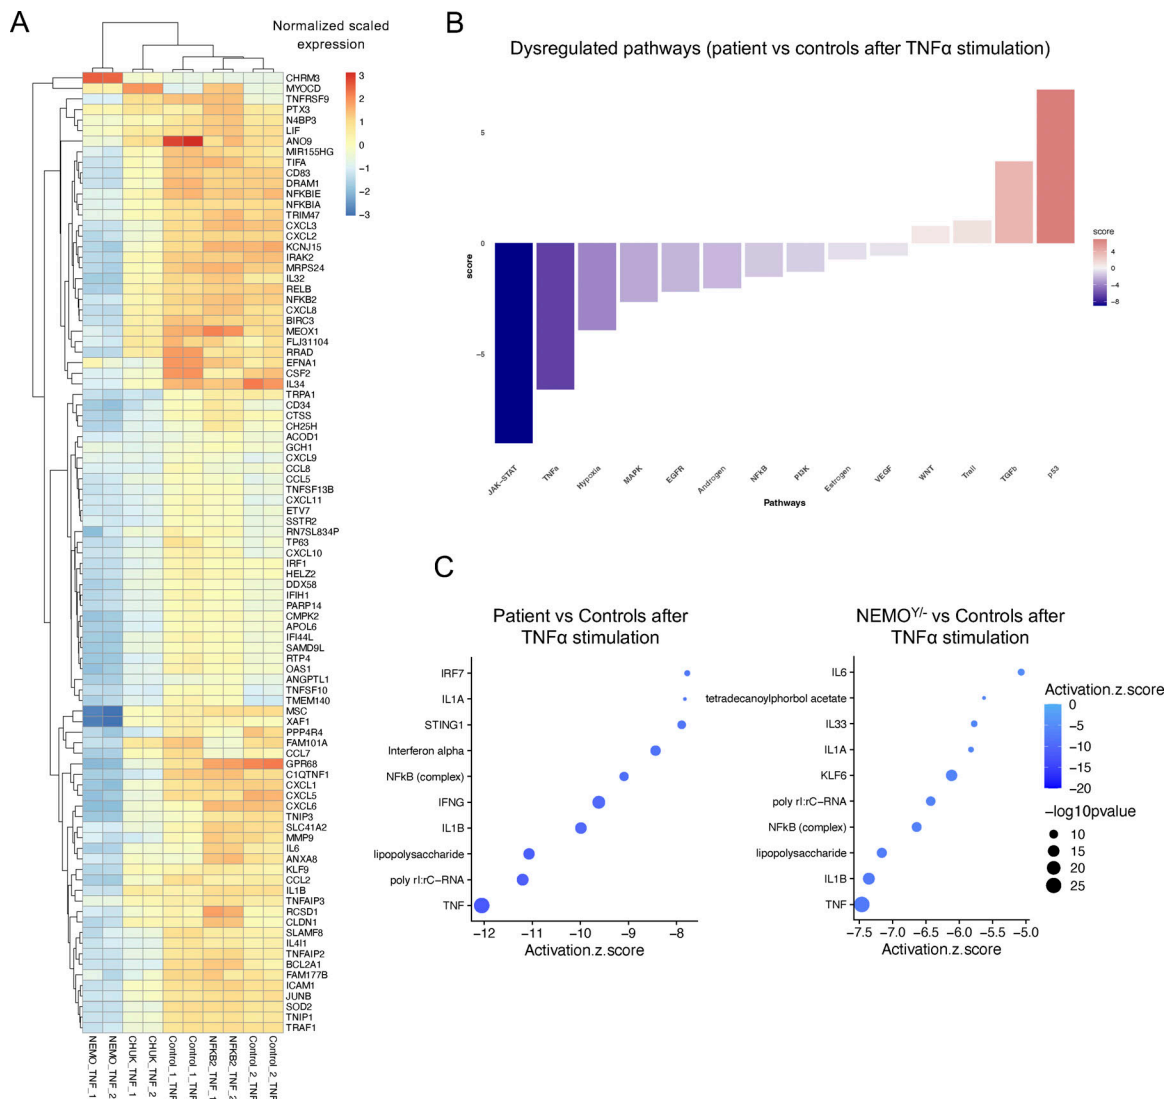 A
Normalized scaled
expression
3
2
1
0
−1
−2
−3
CHRM3
MYOCD
TNFRSF9
PTX3
N4BP3
LIF
ANO9
MIR155HG
TIFA
CD83
DRAM1
NFKBIE
NFKBIA
TRIM47
CXCL3
CXCL2
KCNJ15
IRAK2
MRPS24
IL32
RELB
NFKB2
CXCL8
BIRC3
MEOX1
FLJ31104
RRAD
EFNA1
CSF2
IL34
TRPA1
CD34
CTSS
CH25H
ACOD1
GCH1
CXCL9
CCL8
CCL5
TNFSF13B
CXCL11
ETV7
SSTR2
RN7SL834P
TP63
CXCL10
IRF1
HELZ2
DDX58
IFIH1
PARP14
CMPK2
APOL6
IFI44L
SAMD9L
RTP4
OAS1
ANGPTL1
TNFSF10
TMEM140
MSC
XAF1
PPP4R4
FAM101A
CCL7
GPR68
C1QTNF1
CXCL1
CXCL5
CXCL6
TNIP3
SLC41A2
MMP9
IL6
ANXA8
KLF9
CCL2
IL1B
TNFAIP3
RCSD1
CLDN1
SLAMF8
IL4I1
TNFAIP2
BCL2A1
FAM177B
ICAM1
JUNB
SOD2
TNIP1
TRAF1
NEMO_TNF_1
NEMO_TNF_2
CHUK_TNF_1
CHUK_TNF_2
Control_1_TNF
Control_1_TNF
NFKB2_TNF_1
NFKB2_TNF_2
Control_2_TNF
Control_2_TNF
B
Dysregulated pathways (patient vs controls after TNFα stimulation)
5
0
−5
score
JAK−STAT
TNFa
Hypoxia
MAPK
EGFR
Androgen
NFkB
PI3K
Estrogen
VEGF
WNT
Trail
TGFb
p53
Pathways
score
4
0
−4
−8
C
Patient vs Controls after
TNFα stimulation
IRF7
IL1A
STING1
Interferon alpha
NFkB (complex)
IFNG
IL1B
lipopolysaccharide
poly rI:rC−RNA
TNF
−12
−11
−10
−9
−8
Activation.z.score
NEMOY/- vs Controls after
TNFα stimulation
IL6
tetradecanoylphorbol acetate
IL33
IL1A
KLF6
poly rI:rC−RNA
NFkB (complex)
lipopolysaccharide
IL1B
TNF
−7.5
−7.0
−6.5
−6.0
−5.5
−5.0
Activation.z.score
Activation.z.score
0
−5
−10
−15
−20
−log10pvalue
10
15
20
25